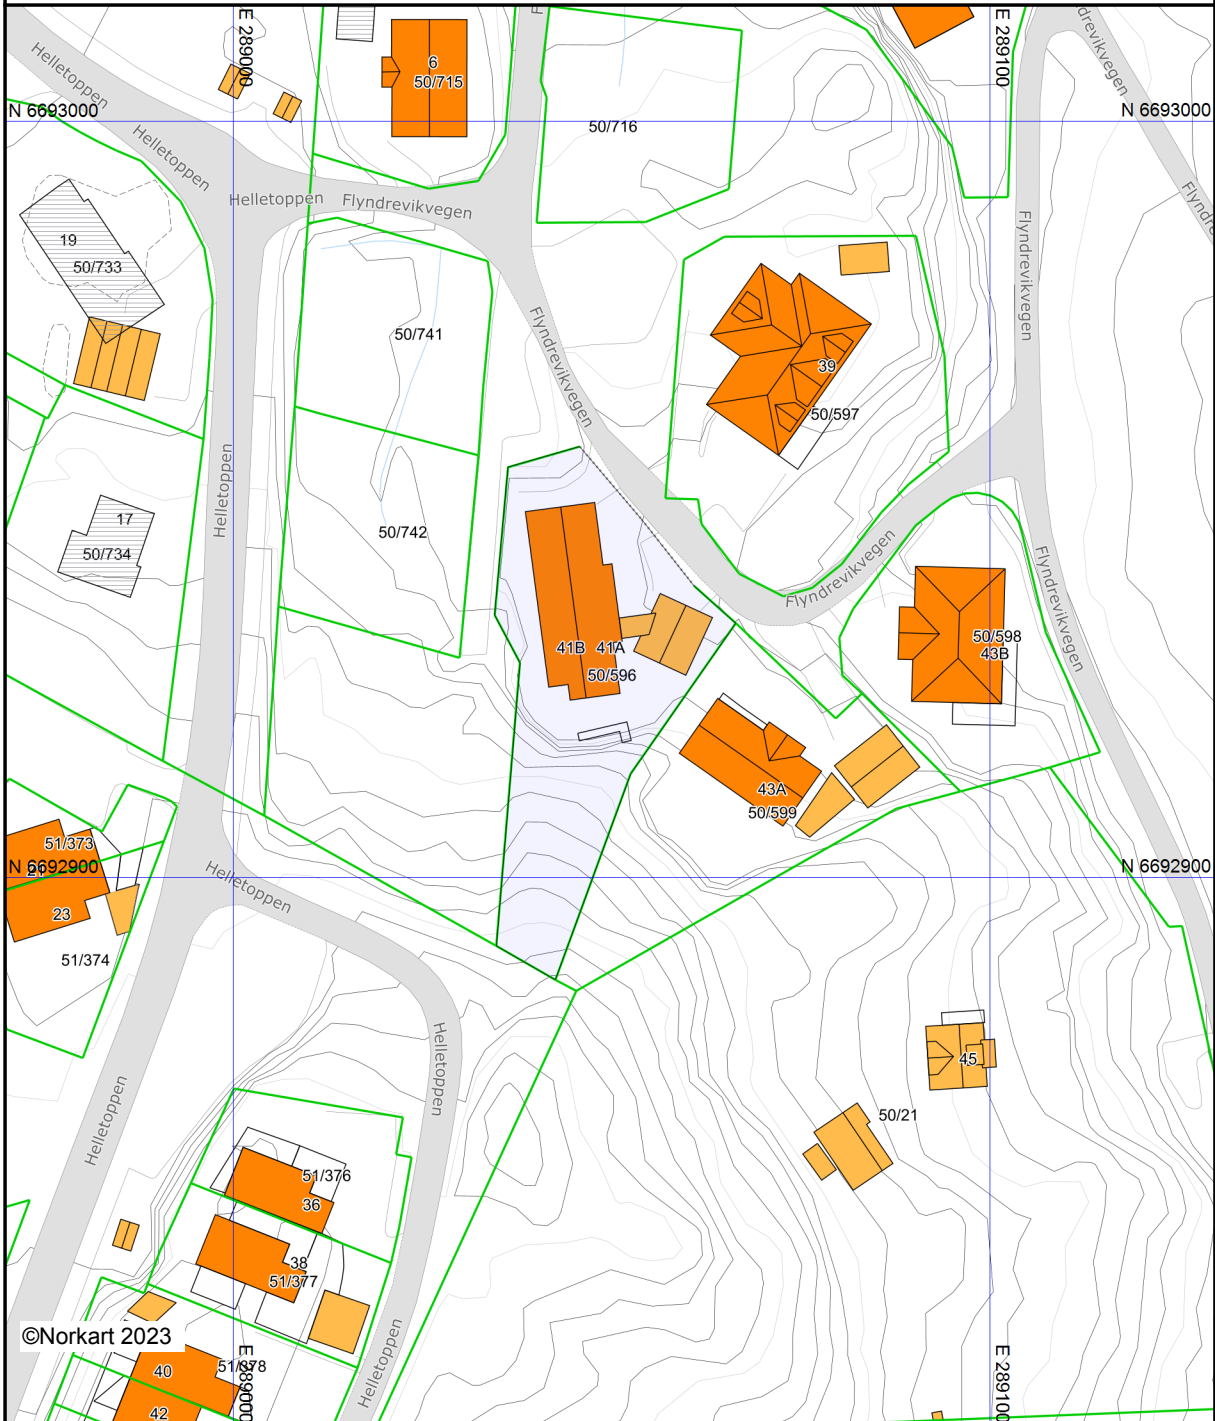 E 289000
E 289100
Helletoppen
6
50/715
F
Flyndrevikvegen
N 6693000
N 6693000
50/716
Helletoppen
Helletoppen
Flyndrevikvegen
Flyndre
19
50/733
Flyndrevikvegen
50/741
Flyndrevikvegen
39
50/597
Helletoppen
17
50/734
50/742
Flyndrevikvegen
Flyndrevikvegen
50/598
43B
41B
41A
50/596
43A
50/599
51/373
N 6692900
N 6692900
21
23
Helletoppen
51/374
Helletoppen
Helletoppen
45
50/21
51/376
36
38
51/377
©Norkart 2023
40
51/378
42
Helletoppen
E 289000
E 289100